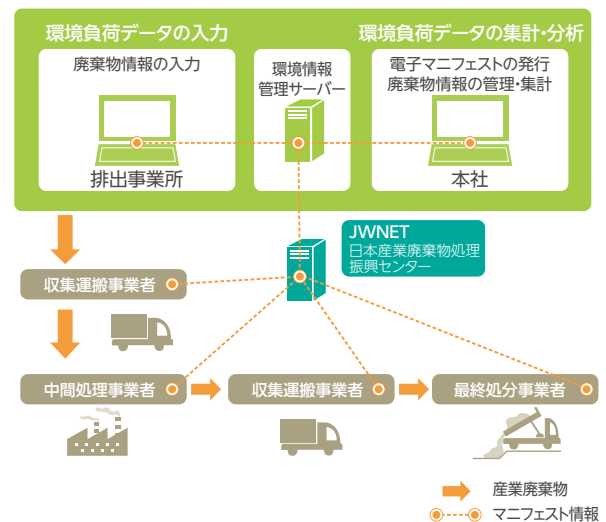 環境負荷データの入力
環境負荷データの集計・分析
廃棄物情報の入力
排出事業所
環境情報
管理サーバー
電子マニフェストの発行
廃棄物情報の管理・集計
本社
JWNET
日本産業廃棄物処理
振興センター
収集運搬事業者
中間処理事業者
収集運搬事業者
最終処分事業者
産業廃棄物
マニフェスト情報